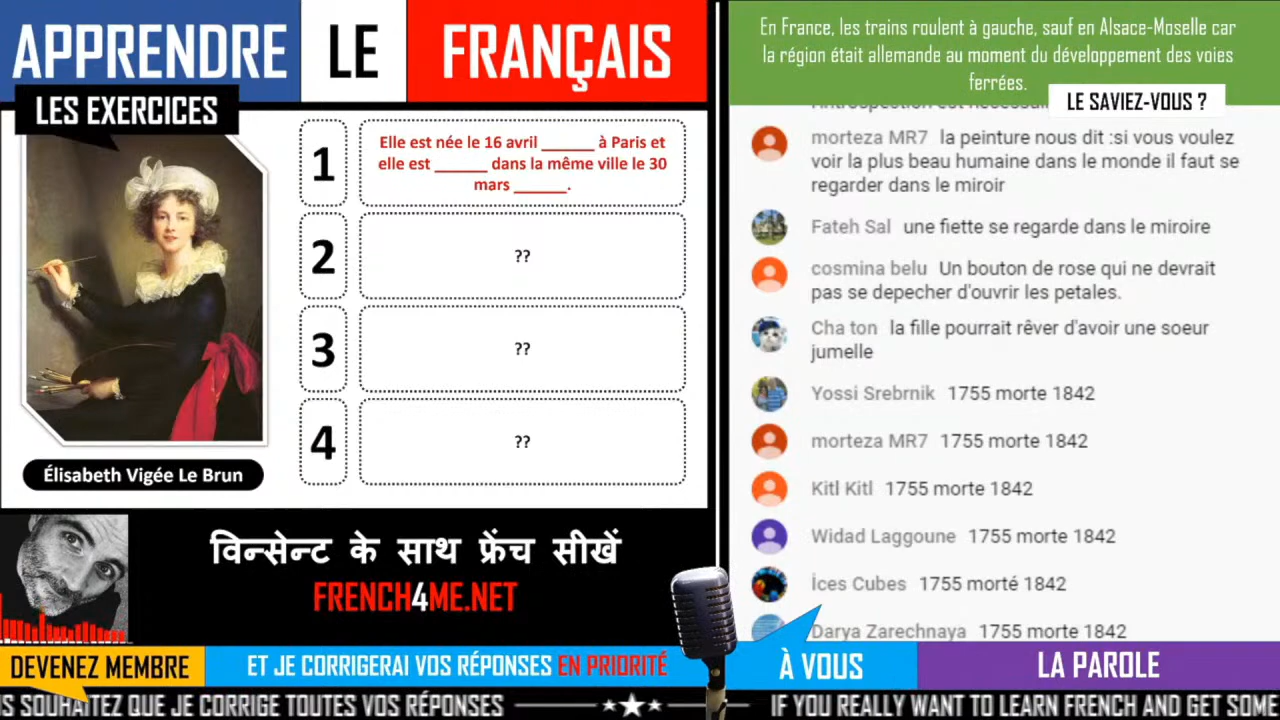 APPRENDRE LE FRANÇAIS
LES EXERCICES
1
Elle est née le 16 avril ______ à Paris et
elle est ______ dans la même ville le 30
mars ______.
2
??
3
??
4
??
Élisabeth Vigée Le Brun
विन्सेन्ट के साथ फ्रेंच सीखें
FRENCH4ME.NET
DEVENEZ MEMBRE
ET JE CORRIGERAI VOS RÉPONSES EN PRIORITÉ
En France, les trains roulent à gauche, sauf en Alsace-Moselle car
la région était allemande au moment du développement des voies
ferrées.
LE SAVIEZ-VOUS ?
morteza MR7 la peinture nous dit :si vous voulez
voir la plus beau humaine dans le monde il faut se
regarder dans le miroir
Fateh Sal une fiette se regarde dans le miroire
cosmina belu Un bouton de rose qui ne devrait
pas se depecher d'ouvrir les petales.
Cha ton la fille pourrait rêver d'avoir une soeur
jumelle
Yossi Srebrnik 1755 morte 1842
morteza MR7 1755 morte 1842
Kitl Kitl 1755 morte 1842
Widad Laggoune 1755 morte 1842
İces Cubes 1755 morté 1842
Darya Zarechnaya 1755 morte 1842
À VOUS
LA PAROLE
SOUHAITEZ QUE JE CORRIGE TOUTES VOS RÉPONSES
IF YOU REALLY WANT TO LEARN FRENCH AND GET SOME